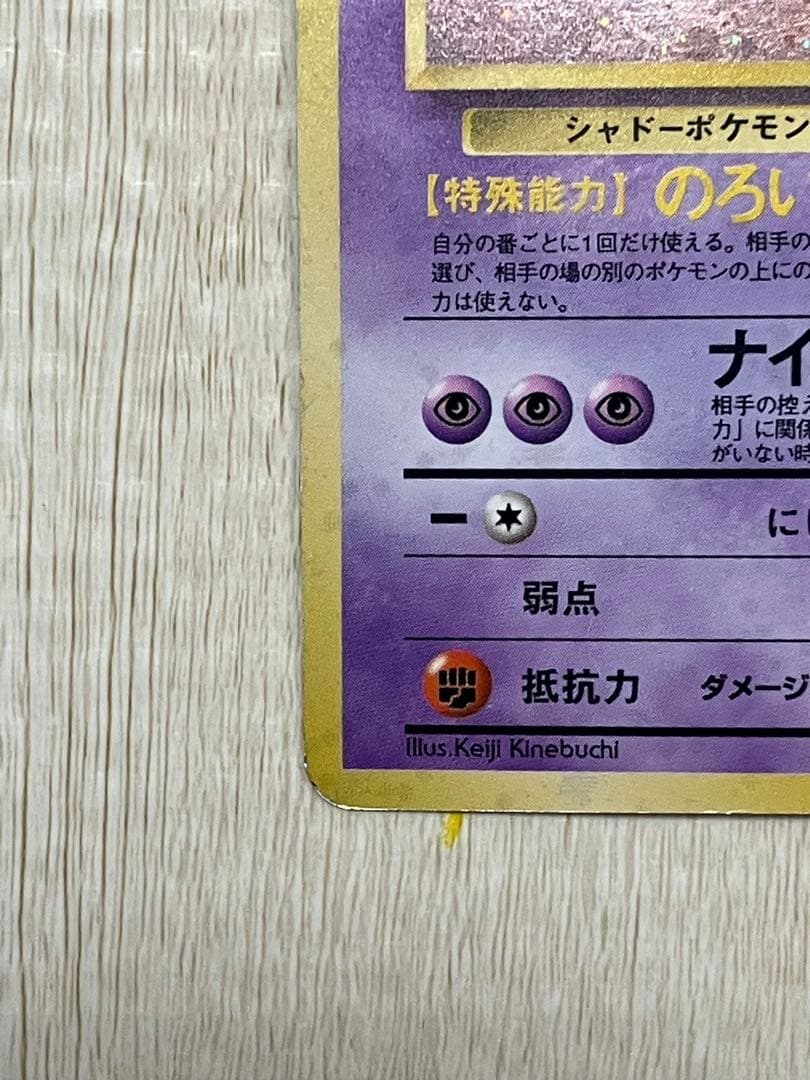 シャドーポケモン
【特殊能力】 のろい
自分の番ごとに1回だけ使える。相手の
選び、相手の場の別のポケモンの上にの
力は使えない。
ナイ
相手の控え
力」に関係
がいない時
ー に
弱点
抵抗力 ダメージ
Illus.Keiji Kinebuchi